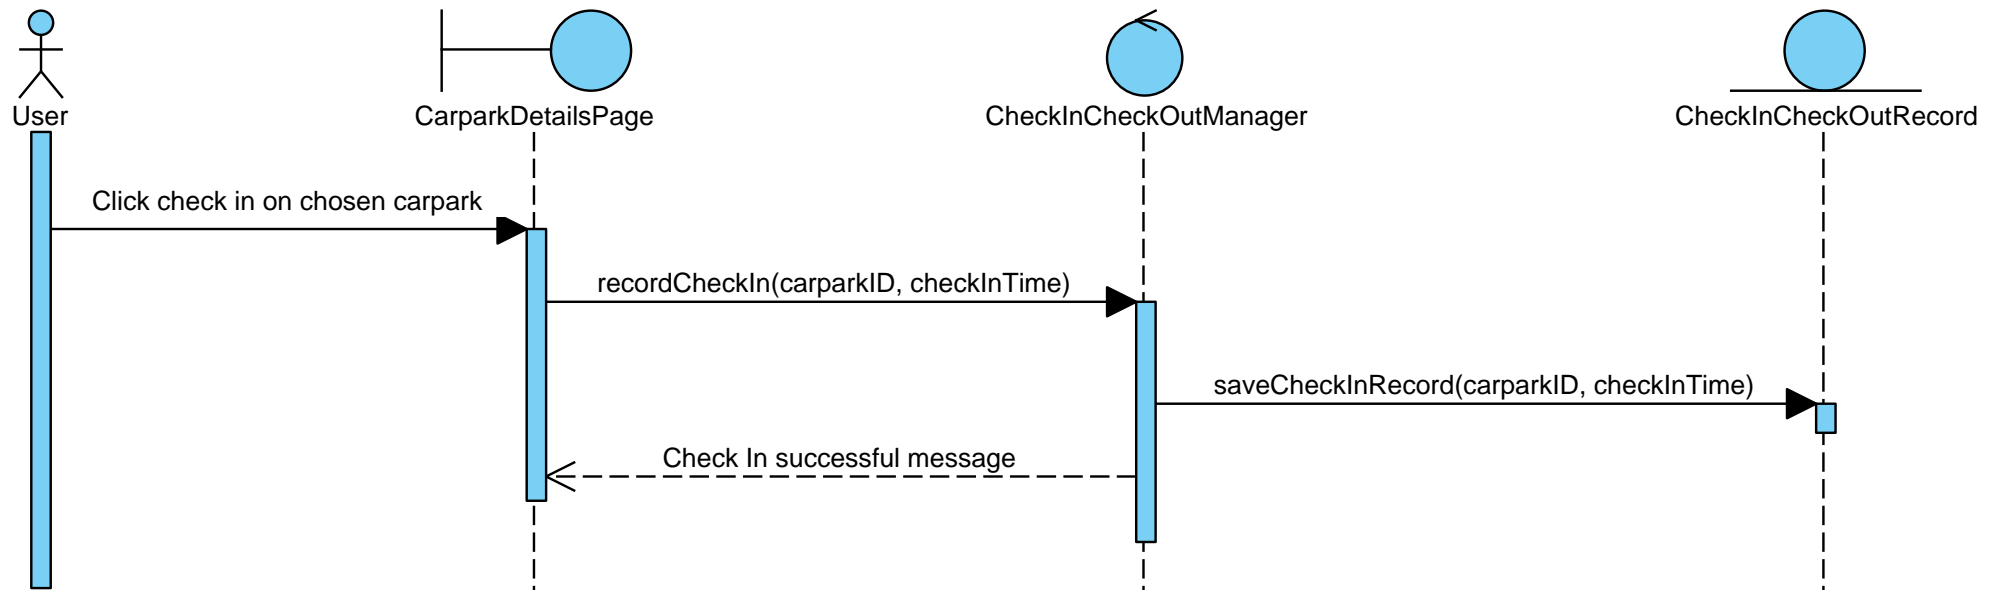 User
CarparkDetailsPage
CheckInCheckOutManager
CheckInCheckOutRecord
Click check in on chosen carpark
recordCheckIn(carparkID, checkInTime)
saveCheckInRecord(carparkID, checkInTime)
Check In successful message